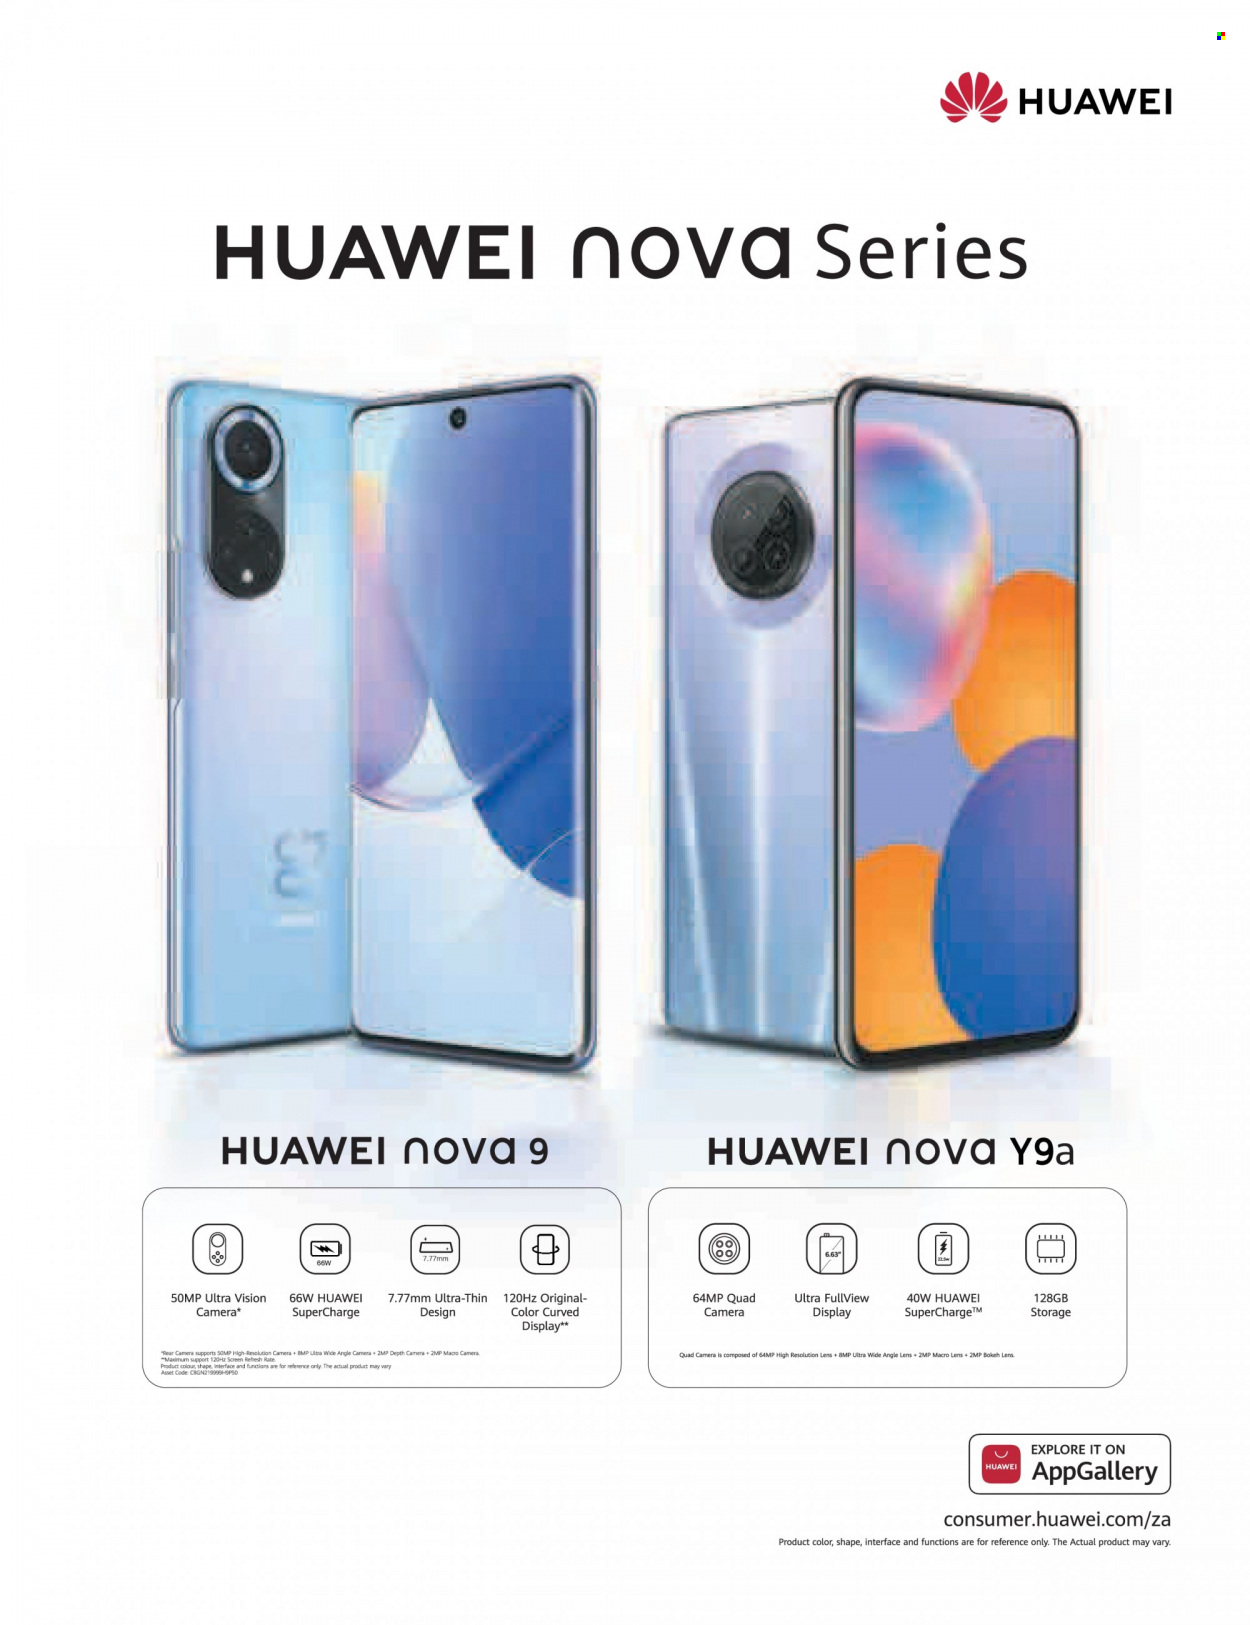 HUAWEI
HUAWEI nova Series
HUAWEI nova 9
66W
7.77mm
50MP Ultra Vision
Camera*
66W HUAWEI
SuperCharge
7.77mm Ultra-Thin
Design
120Hz Original-
Color Curved
Display**
*Rear Camera supports 50MP High-Resolution Camera + 8MP Ultra Wide Angle Camera + 2MP Depth Camera + 2MP Macro Camera.
**Maximum support 120Hz Screen Refresh Rate.
Product colour, shape, interface and functions are for reference only. The actual product may vary
Asset Code: CBGN219999H9P50
HUAWEI nova Y9a
6.63"
22.5W
64MP Quad
Camera
Ultra FullView
Display
40W HUAWEI
SuperCharge™
128GB
Storage
Quad Camera is composed of 64MP High Resolution Lens + 8MP Ultra Wide Angle Lens + 2MP Macro Lens + 2MP Bokeh Lens.
HUAWEI
EXPLORE IT ON
AppGallery
consumer.huawei.com/za
Product color, shape, interface and functions are for reference only. The Actual product may vary.